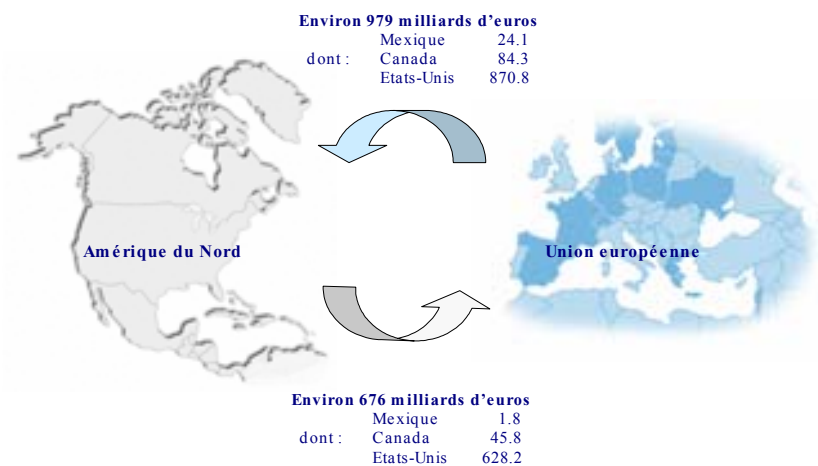 Environ 979 milliards d'euros
Mexique 24.1
dont : Canada 84.3
Etats-Unis 870.8
Amérique du Nord
Union européenne
Environ 676 milliards d'euros
Mexique 1.8
dont : Canada 45.8
Etats-Unis 628.2